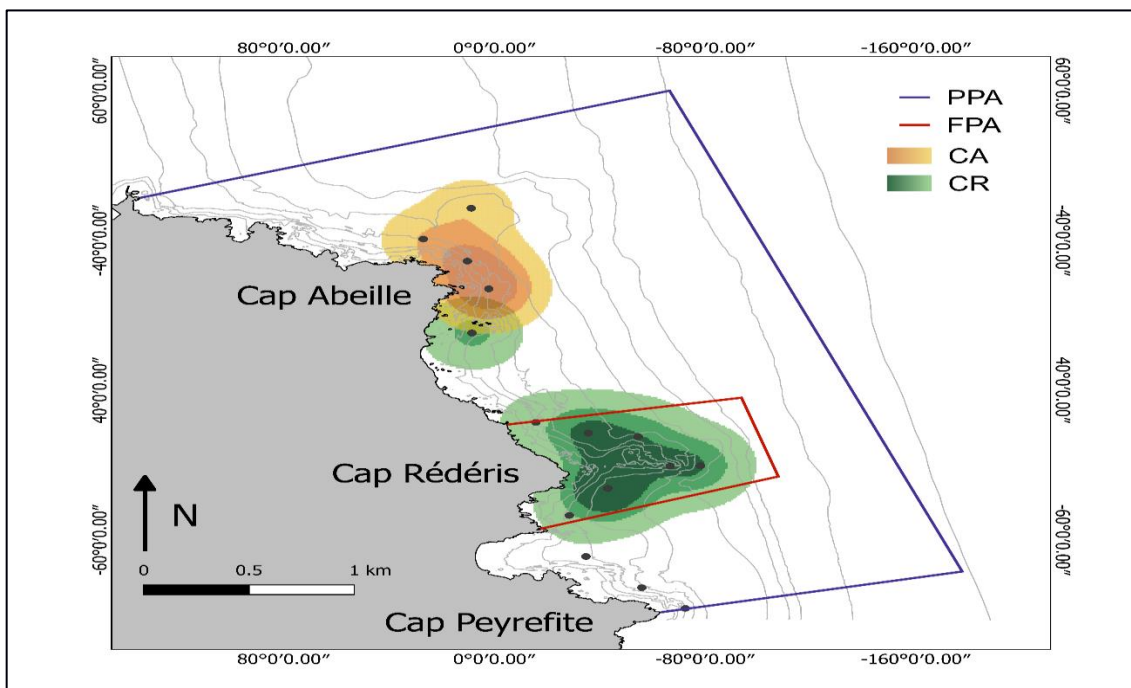 80°0'0.00" 0°0'0.00" -80°0'0.00" -160°0'0.00"
60°0'0.00"
-40°0'0.00"
40°0'0.00"
-60°0'0.00"
60°0'0.00"
-40°0'0.00"
40°0'0.00"
-60°0'0.00"
PPA
FPA
CA
CR
Cap Abeille
Cap Rédéris
N
0 0.5 1 km
Cap Peyrefite
80°0'0.00" 0°0'0.00" -80°0'0.00" -160°0'0.00"